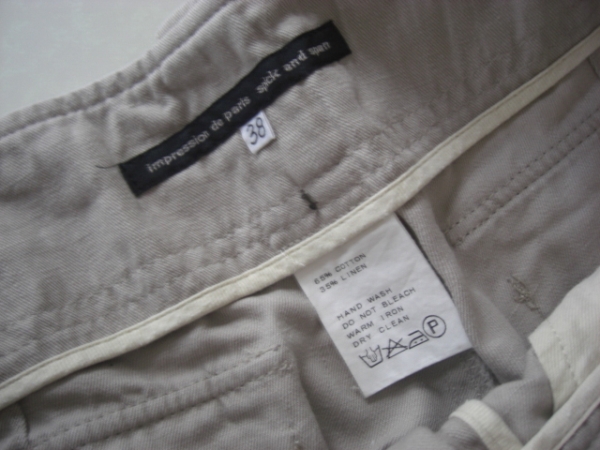 impression de paris spick and span
38
65% COTTON
35% LINEN
HAND WASH
DO NOT BLEACH
WARM IRON
DRY CLEAN
P